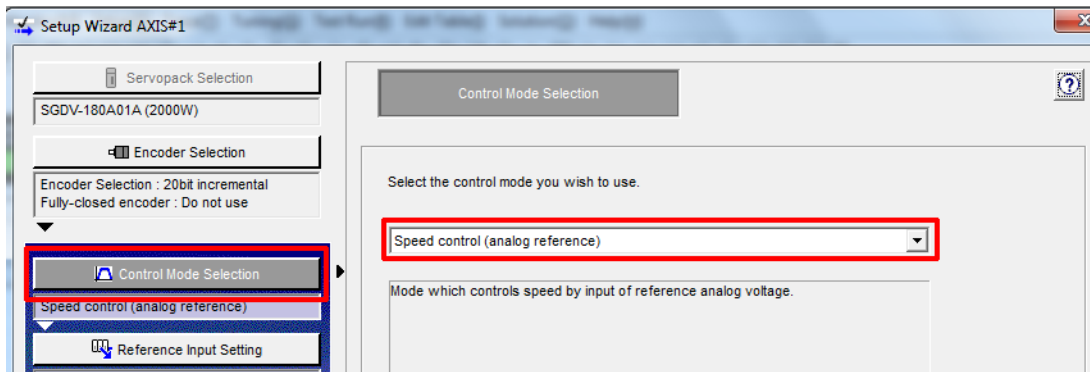 Setup Wizard AXIS#1
Servopack Selection
SGDV-180A01A (2000W)
Encoder Selection
Encoder Selection : 20bit incremental
Fully-closed encoder : Do not use
Control Mode Selection
Speed control (analog reference)
Reference Input Setting
Control Mode Selection
Select the control mode you wish to use.
Speed control (analog reference)
Mode which controls speed by input of reference analog voltage.